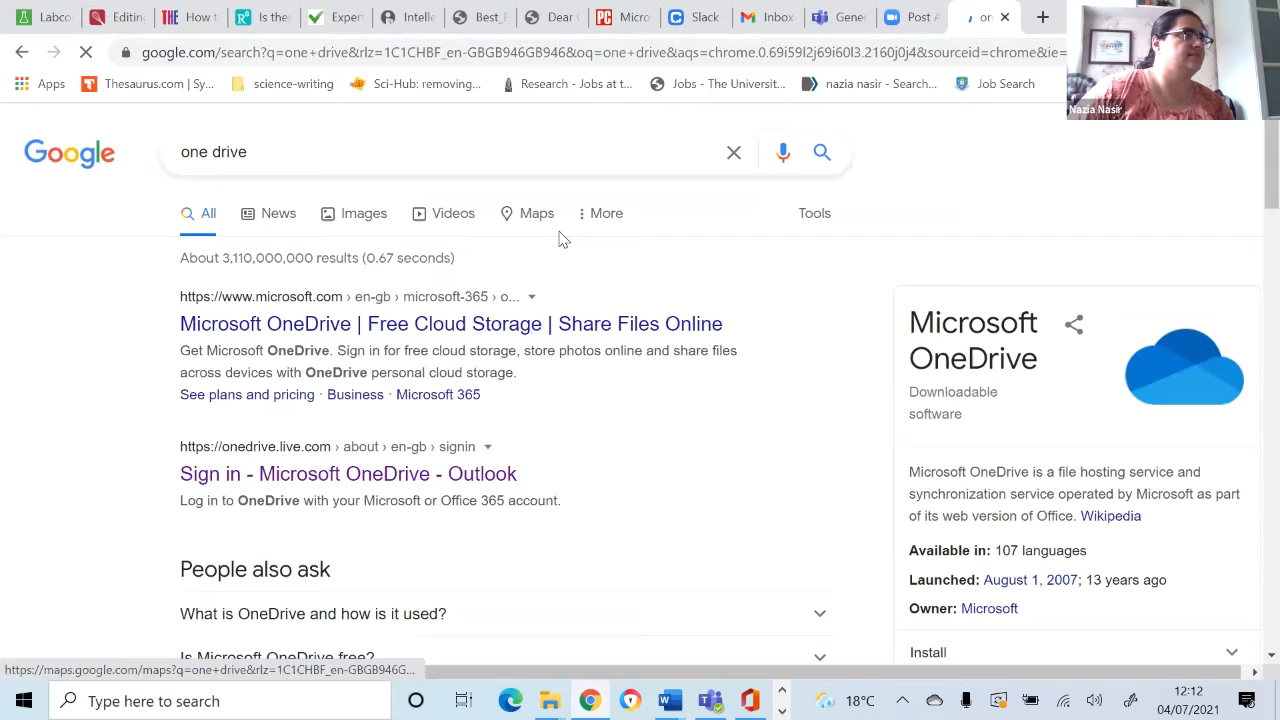 Labco
Editing
The How t
Is the
Exper
Intelle
Best_F
Dear (
Micro
Slack
Inbox
Gener
Post A
on
google.com/search?q=one+drive&rlz=1C1CHBF_en-GBGB946GB946&oq=one+drive&aqs=chrome.0.69i59l2j69i60l3.2160j0j4&sourceid=chrome&ie=
Apps
Thesaurus.com | Sy...
science-writing
Sci-Hub: removing...
Research - Jobs at t...
Jobs - The Universi...
nazia nasir - Search...
Job Search
Nazia Nasir
Google
one drive
All
News
Images
Videos
Maps
More
Tools
About 3,110,000,000 results (0.67 seconds)
https://www.microsoft.com › en-gb › microsoft-365 › o...
Microsoft OneDrive | Free Cloud Storage | Share Files Online
Get Microsoft OneDrive. Sign in for free cloud storage, store photos online and share files
across devices with OneDrive personal cloud storage.
See plans and pricing · Business · Microsoft 365
https://onedrive.live.com › about › en-gb › signin
Sign in - Microsoft OneDrive - Outlook
Log in to OneDrive with your Microsoft or Office 365 account.
People also ask
What is OneDrive and how is it used?
Is Microsoft OneDrive free?
Microsoft
OneDrive
Downloadable
software
Microsoft OneDrive is a file hosting service and
synchronization service operated by Microsoft as part
of its web version of Office. Wikipedia
Available in: 107 languages
Launched: August 1, 2007; 13 years ago
Owner: Microsoft
Install
https://maps.google.com/maps?q=one+drive&rlz=1C1CHBF_en-GBGB946G...
Type here to search
18°C
12:12
04/07/2021